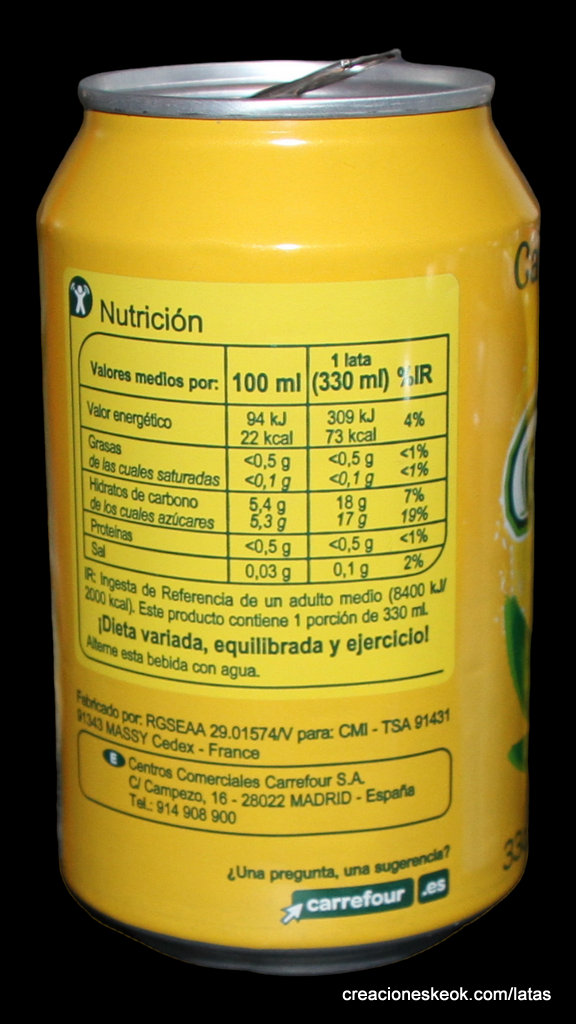 Nutrición
Valores medios por: 100 ml 1 lata (330 ml) %IR
Valor energético 94 kJ 309 kJ 4%
22 kcal 73 kcal
Grasas <0,5 g <0,5 g <1%
de las cuales saturadas <0,1 g <0,1 g <1%
Hidratos de carbono 5,4 g 18 g 7%
de los cuales azúcares 5,3 g 17 g 19%
Proteínas <0,5 g <0,5 g <1%
Sal 0,03 g 0,1 g 2%
IR: Ingesta de Referencia de un adulto medio (8400 kJ/
2000 kcal). Este producto contiene 1 porción de 330 ml.
¡Dieta variada, equilibrada y ejercicio!
Alterne esta bebida con agua.
Fabricado por: RGSEAA 29.01574/V para: CMI - TSA 91431
91343 MASSY Cedex - France
E Centros Comerciales Carrefour S.A.
C/ Campezo, 16 - 28022 MADRID - España
Tel.: 914 908 900
¿Una pregunta, una sugerencia?
carrefour .es
creacioneskeok.com/latas